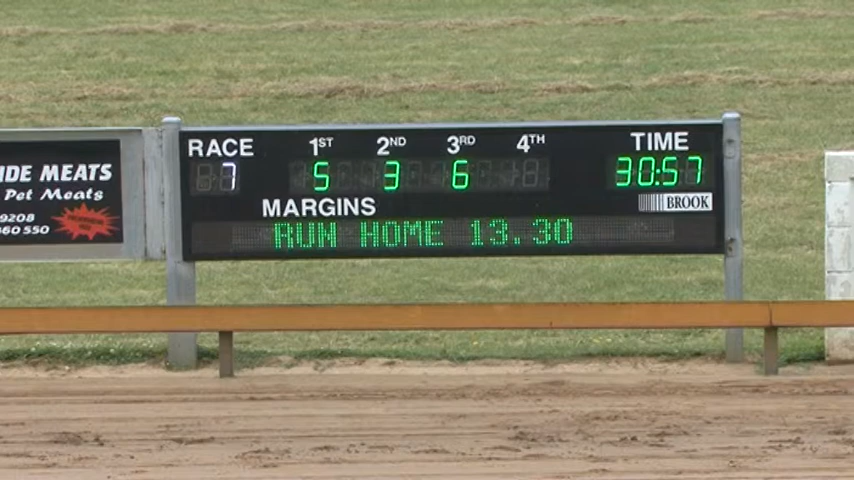 IDE MEATS
Pet Meats
9208
460 550
RACE 1ST 2ND 3RD 4TH TIME
7 5 3 6 30:57
MARGINS
BROOK
RUN HOME 13.30